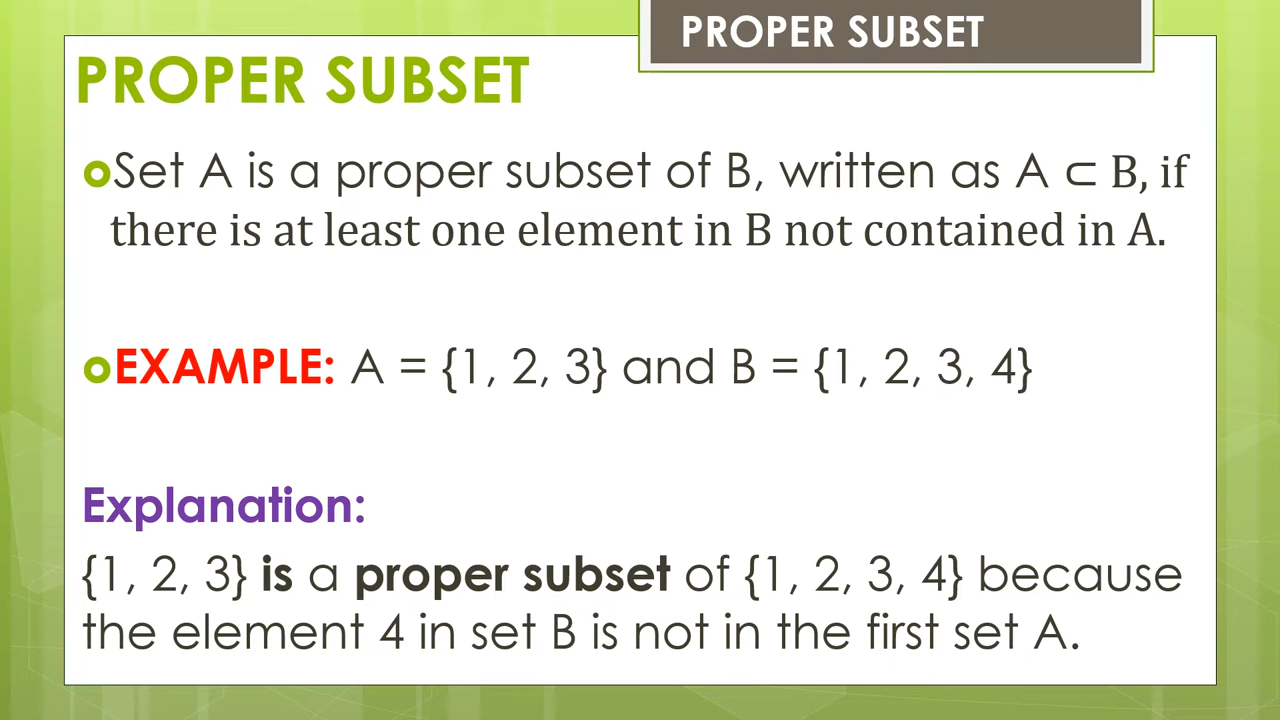 PROPER SUBSET
PROPER SUBSET
Set A is a proper subset of B, written as A ⊂ B, if
there is at least one element in B not contained in A.
EXAMPLE: A = {1, 2, 3} and B = {1, 2, 3, 4}
Explanation:
{1, 2, 3} is a proper subset of {1, 2, 3, 4} because
the element 4 in set B is not in the first set A.